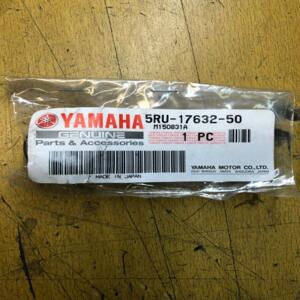 YAMAHA
GENUINE
Parts & Accessories
5RU-17632-50
M150831A
1 PC
YAMAHA MOTOR CO.,LTD.
MADE IN JAPAN